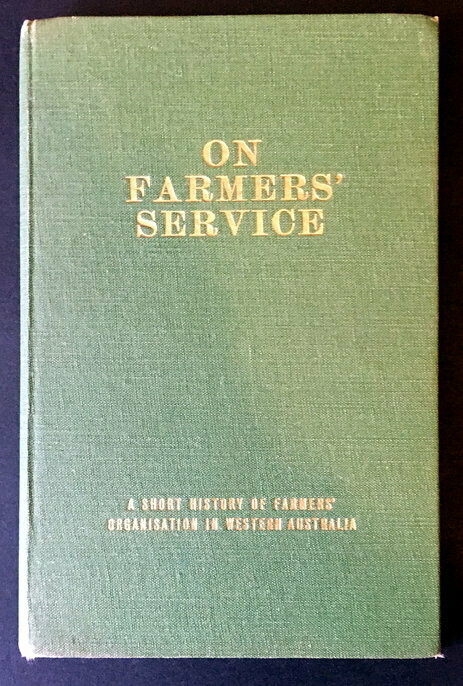 ON
FARMERS'
SERVICE
A SHORT HISTORY OF FARMERS'
ORGANISATION IN WESTERN AUSTRALIA